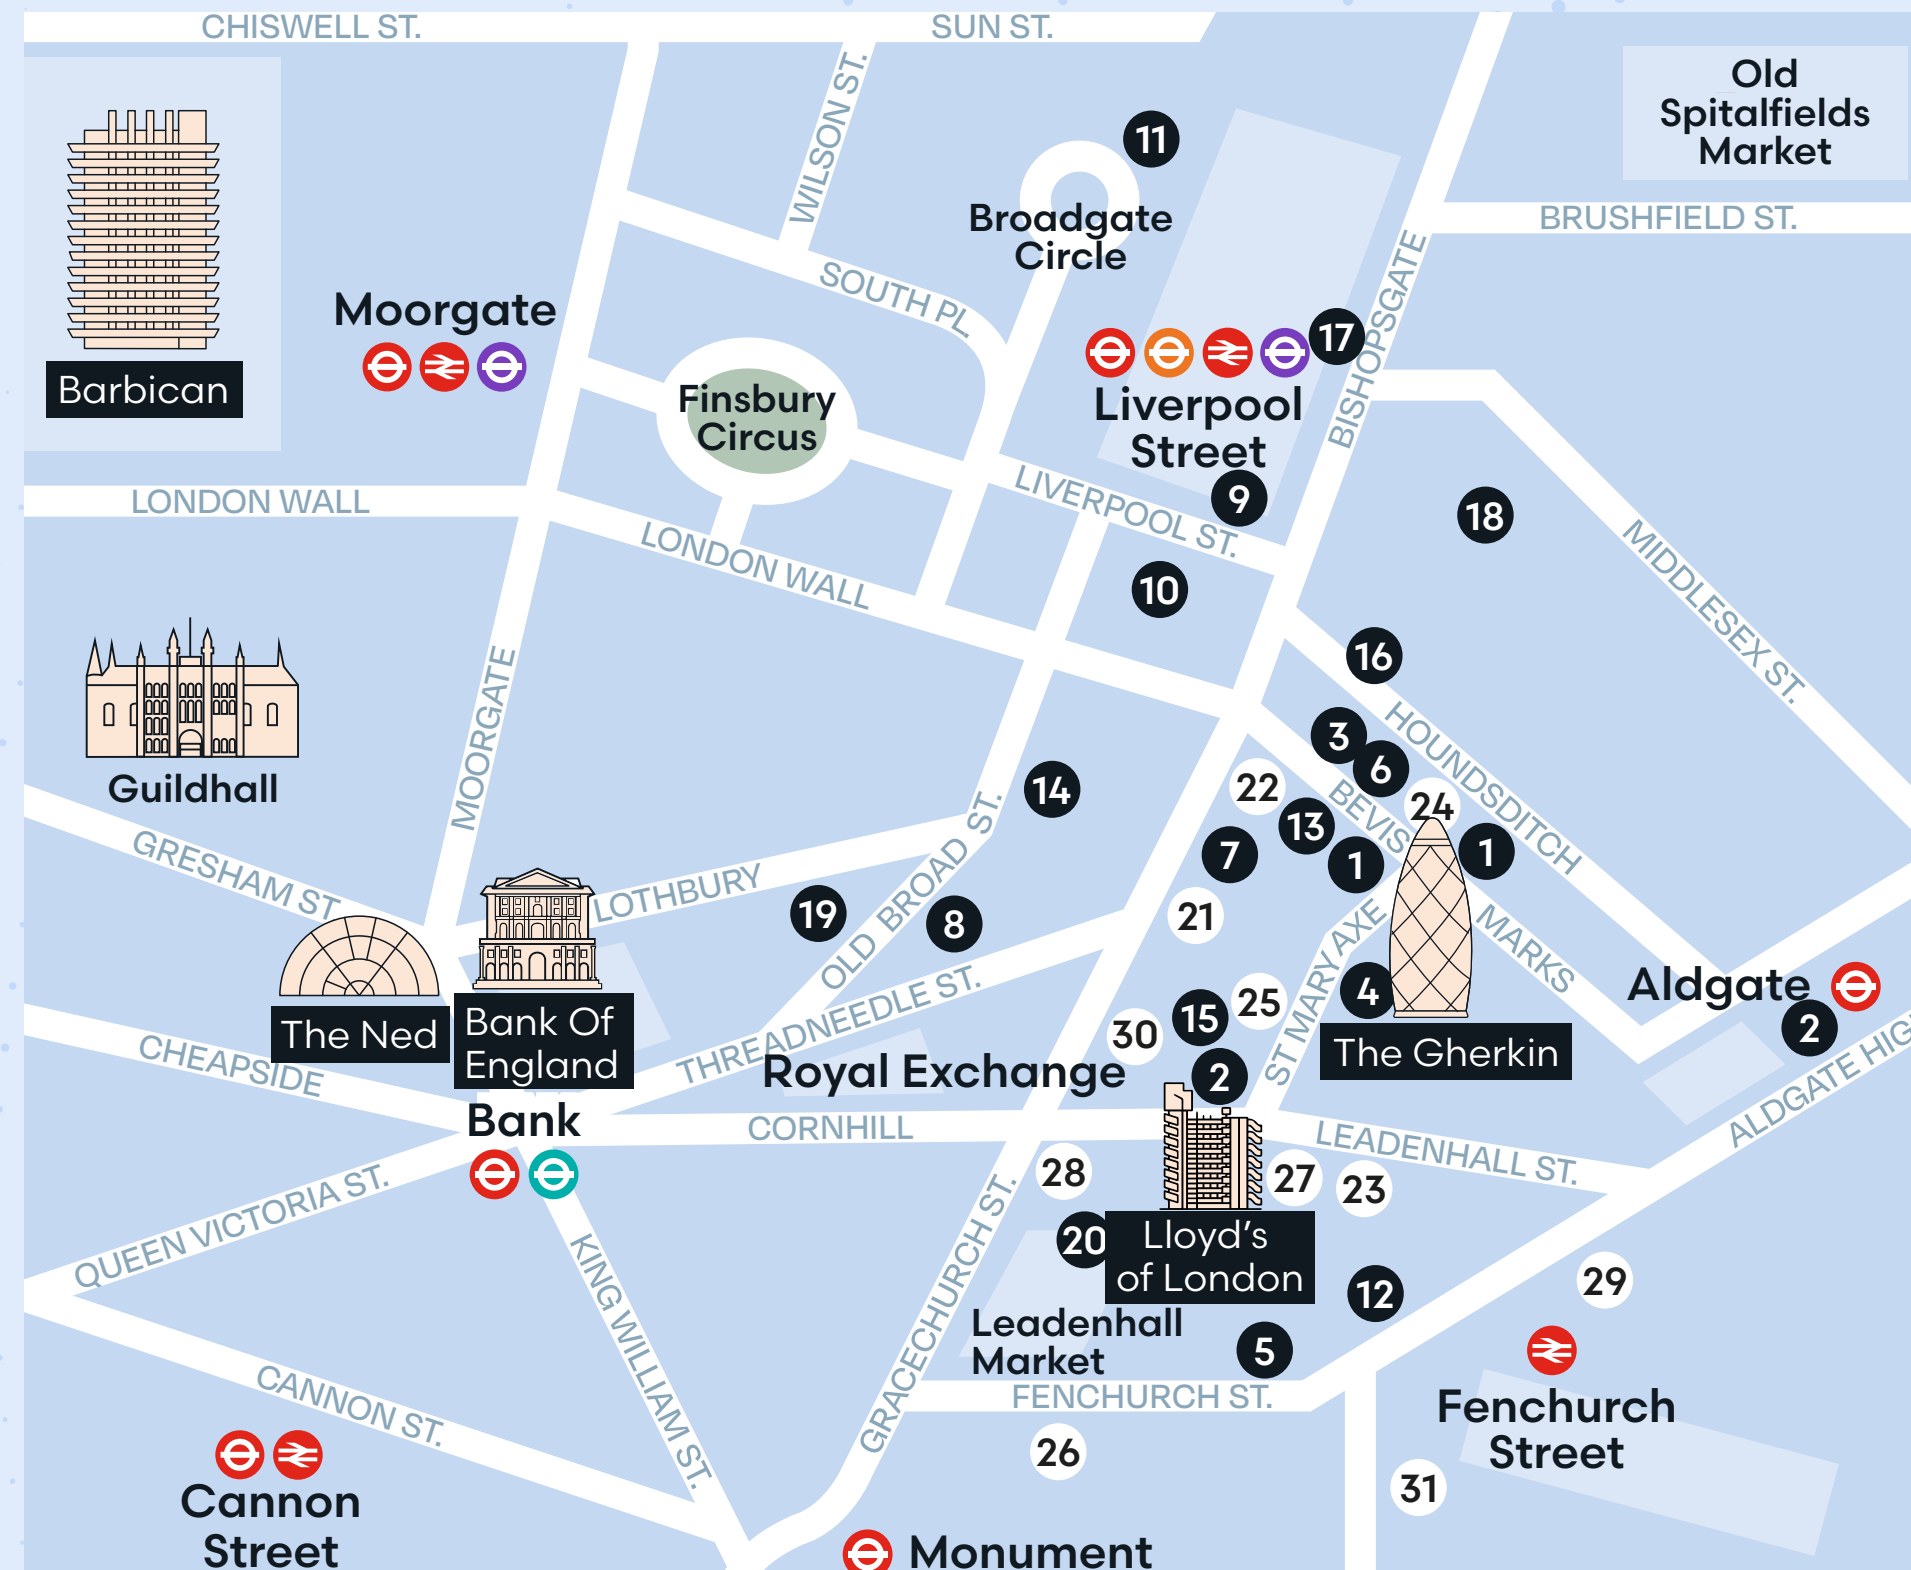 CHISWELL ST.
SUN ST.
WILSON ST.
Old
Spitalfields
Market
11
Broadgate
Circle
BRUSHFIELD ST.
SOUTH PL
BISHOPSGATE
Moorgate
17
Barbican
Finsbury
Circus
Liverpool
Street
LONDON WALL
LIVERPOOL ST.
9
18
LONDON WALL
10
MIDDLESEX ST.
16
MOORGATE
HOUNDSDITCH
3
6
Guildhall
14
22
BEVIS
24
13
7
1
1
GRESHAM ST
LOTHBURY
19
8
OLD BROAD ST.
21
MARKS
ST MARY AXE
4
Aldgate
2
The Ned
Bank Of
England
THREADNEEDLE ST.
25
15
30
The Gherkin
CHEAPSIDE
Royal Exchange
2
ALDGATE HIG
Bank
CORNHILL
LEADENHALL ST.
28
27
23
QUEEN VICTORIA ST.
20
Lloyd's
of London
KING WILLIAM ST.
GRACECHURCH ST.
12
29
Leadenhall
Market
5
FENCHURCH ST.
CANNON ST.
Fenchurch
Street
26
31
Cannon
Street
Monument